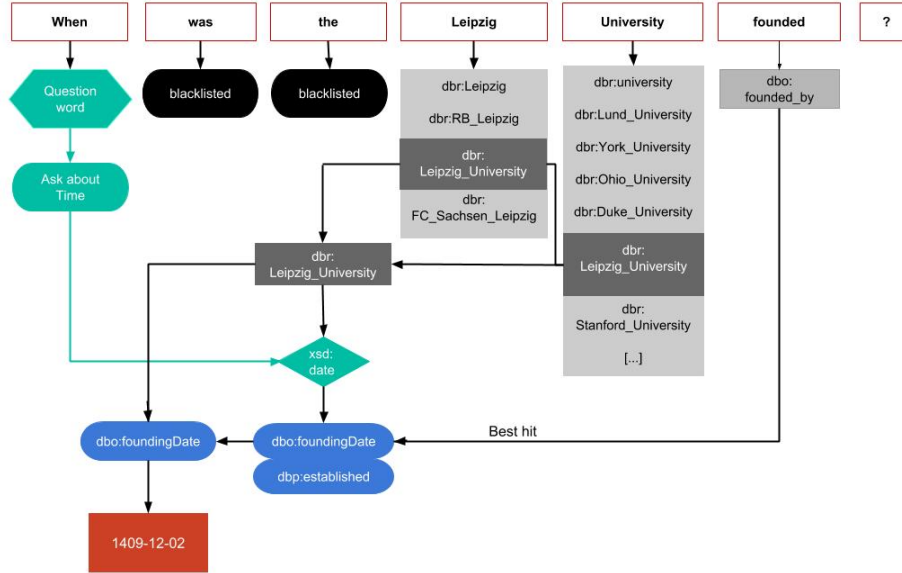 When was the Leipzig University founded ?
Question
word
blacklisted
blacklisted
dbr:Leipzig
dbr:RB_Leipzig
dbr:
Leipzig_University
dbr:
FC_Sachsen_Leipzig
dbr:university
dbr:Lund_University
dbr:York_University
dbr:Ohio_University
dbr:Duke_University
dbr:
Leipzig_University
dbr:
Stanford_University
[...]
dbo:
founded_by
Ask about
Time
dbr:
Leipzig_University
xsd:
date
Best hit
dbo:foundingDate
dbo:foundingDate
dbp:established
1409-12-02